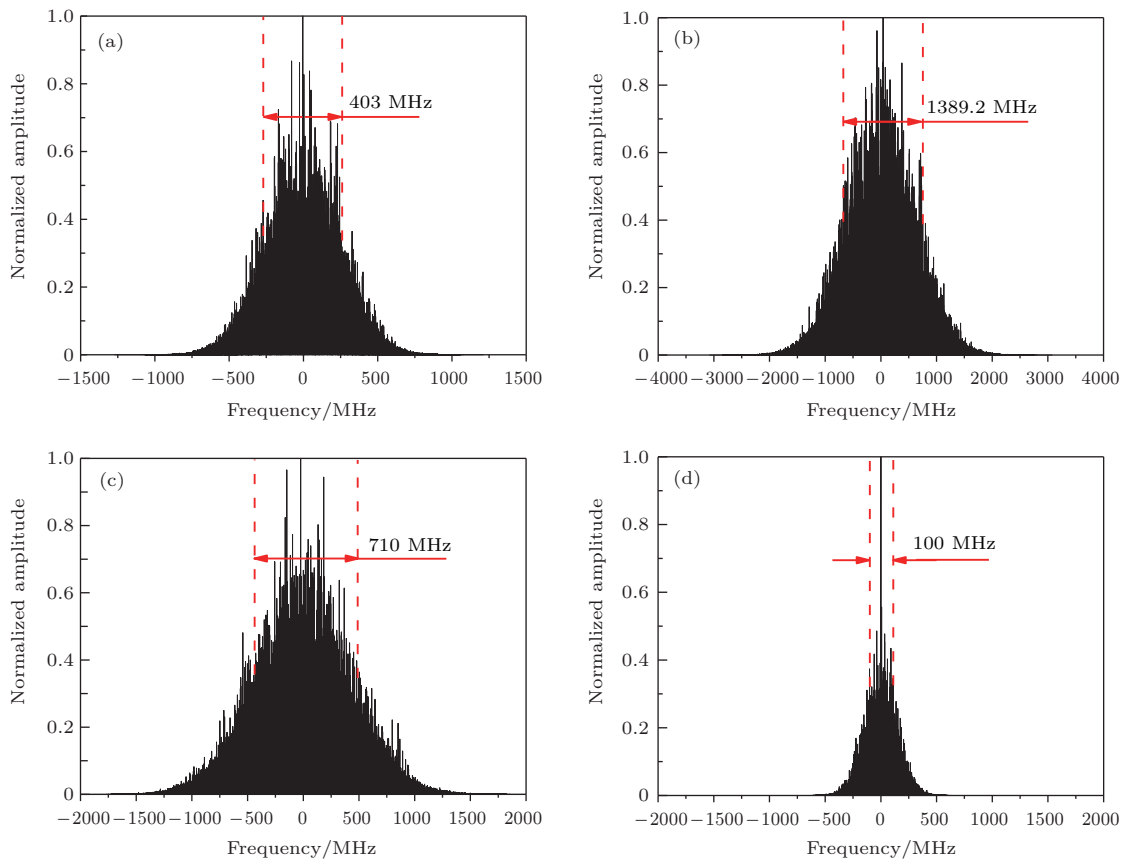 (a)
403 MHz
Normalized amplitude
1.0
0.8
0.6
0.4
0.2
0
−1500 −1000 −500 0 500 1000 1500
Frequency/MHz
(b)
1389.2 MHz
Normalized amplitude
1.0
0.8
0.6
0.4
0.2
0
−4000 −3000 −2000 −1000 0 1000 2000 3000 4000
Frequency/MHz
(c)
710 MHz
Normalized amplitude
1.0
0.8
0.6
0.4
0.2
0
−2000 −1500 −1000 −500 0 500 1000 1500 2000
Frequency/MHz
(d)
100 MHz
Normalized amplitude
1.0
0.8
0.6
0.4
0.2
0
−2000 −1500 −1000 −500 0 500 1000 1500 2000
Frequency/MHz